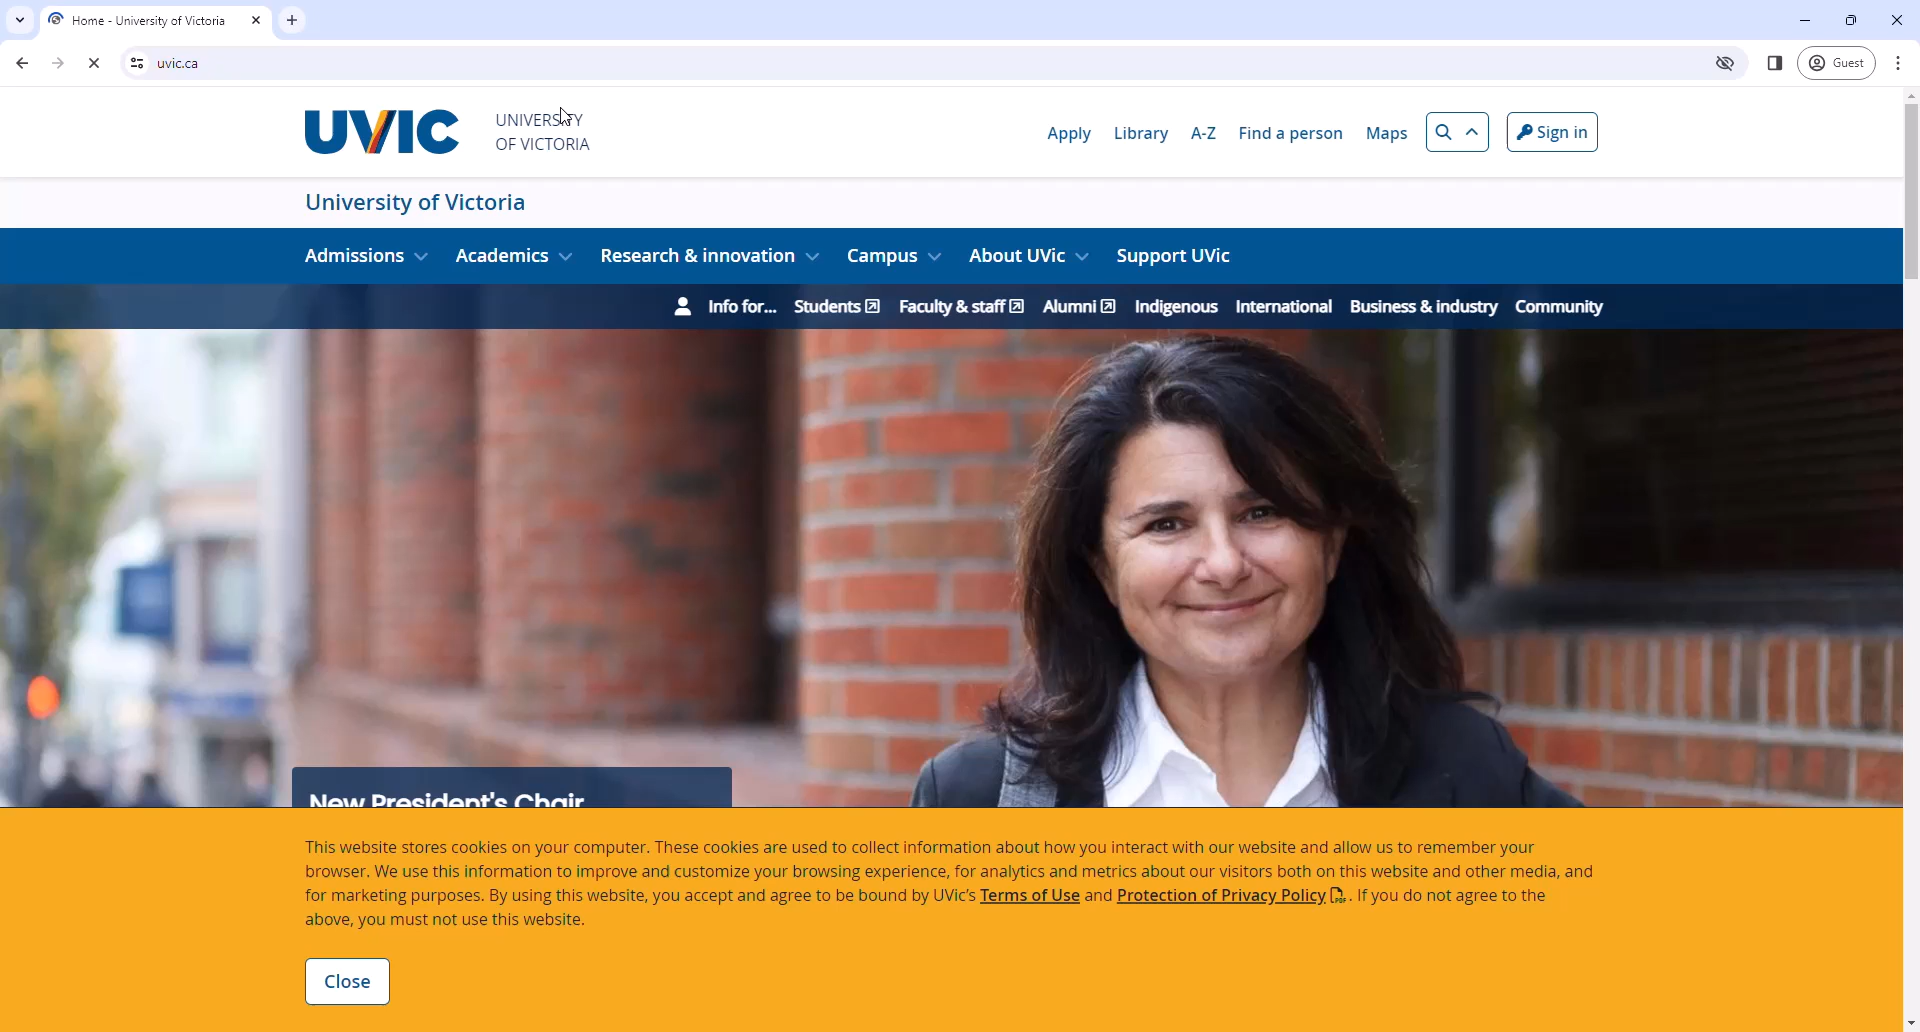 Home - University of Victoria
uvic.ca
Guest
UVIC
UNIVERSITY
OF VICTORIA
Apply Library A-Z Find a person Maps Sign in
University of Victoria
Admissions Academics Research & innovation Campus About UVic Support UVic
Info for... Students Faculty & staff Alumni Indigenous International Business & industry Community
New President's Chair
This website stores cookies on your computer. These cookies are used to collect information about how you interact with our website and allow us to remember your
browser. We use this information to improve and customize your browsing experience, for analytics and metrics about our visitors both on this website and other media, and
for marketing purposes. By using this website, you accept and agree to be bound by UVic's Terms of Use and Protection of Privacy Policy. If you do not agree to the
above, you must not use this website.
Close